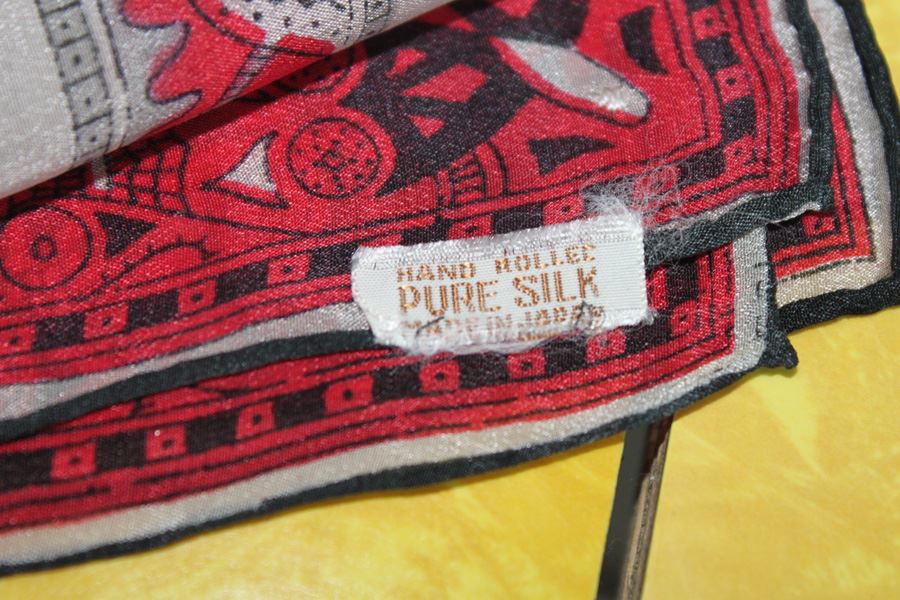 HAND ROLLED
PURE SILK
MADE IN JAPAN